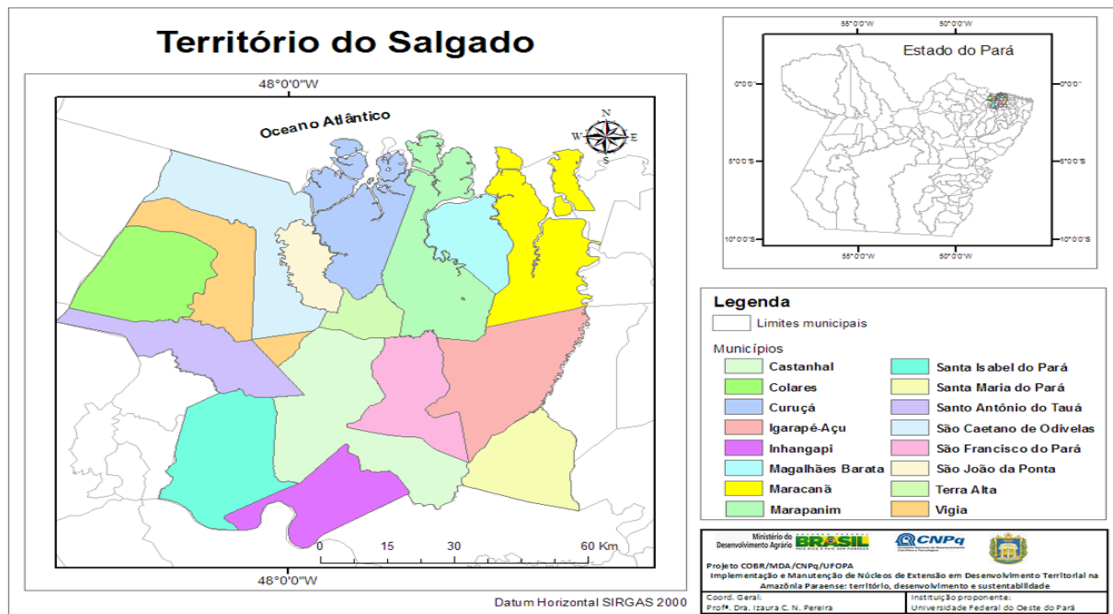 Território do Salgado
48°0'0"W
Oceano Atlântico
N
W E
S
0 15 30 60 Km
48°0'0"W
Datum Horizontal SIRGAS 2000
55°0'0"W 50°0'0"W
Estado do Pará
0°0'0" 0°0'0"
5°0'0"S 5°0'0"S
10°0'0"S 10°0'0"S
55°0'0"W 50°0'0"W
Legenda
Limites municipais
Municípios
Castanhal
Colares
Curuçá
Igarapé-Açu
Inhangapi
Magalhães Barata
Maracanã
Marapanim
Santa Isabel do Pará
Santa Maria do Pará
Santo Antônio do Tauá
São Caetano de Odivelas
São Francisco do Pará
São João da Ponta
Terra Alta
Vigia
Ministério do
Desenvolvimento Agrário
BRASIL
CNPq
Projeto COBR/MDA/CNPq/UFOPA
Implementação e Manutenção de Núcleos de Extensão em Desenvolvimento Territorial na
Amazônia Paraense: território, desenvolvimento e sustentabilidade
Coord. Geral:
Profª. Dra. Izaura C. N. Pereira
Instituição proponente:
Universidade Federal do Oeste do Pará